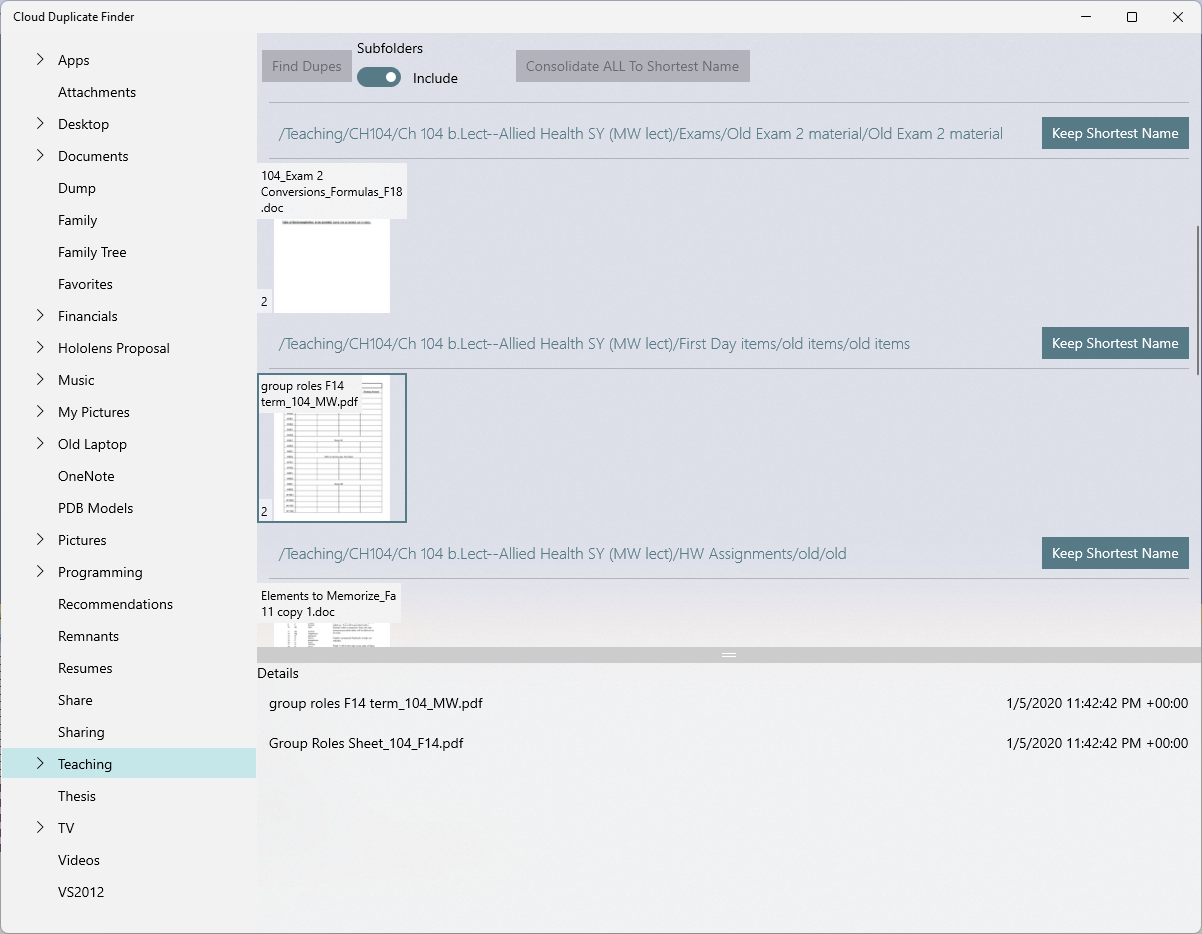 Cloud Duplicate Finder
Apps
Attachments
Desktop
Documents
Dump
Family
Family Tree
Favorites
Financials
Hololens Proposal
Music
My Pictures
Old Laptop
OneNote
PDB Models
Pictures
Programming
Recommendations
Remnants
Resumes
Share
Sharing
Teaching
Thesis
TV
Videos
VS2012
Find Dupes
Subfolders
Include
Consolidate ALL To Shortest Name
/Teaching/CH104/Ch 104 b.Lect--Allied Health SY (MW lect)/Exams/Old Exam 2 material/Old Exam 2 material
Keep Shortest Name
104_Exam 2
Conversions_Formulas_F18
.doc
2
/Teaching/CH104/Ch 104 b.Lect--Allied Health SY (MW lect)/First Day items/old items/old items
Keep Shortest Name
group roles F14
term_104_MW.pdf
2
/Teaching/CH104/Ch 104 b.Lect--Allied Health SY (MW lect)/HW Assignments/old/old
Keep Shortest Name
Elements to Memorize_Fa
11 copy 1.doc
Details
group roles F14 term_104_MW.pdf 1/5/2020 11:42:42 PM +00:00
Group Roles Sheet_104_F14.pdf 1/5/2020 11:42:42 PM +00:00